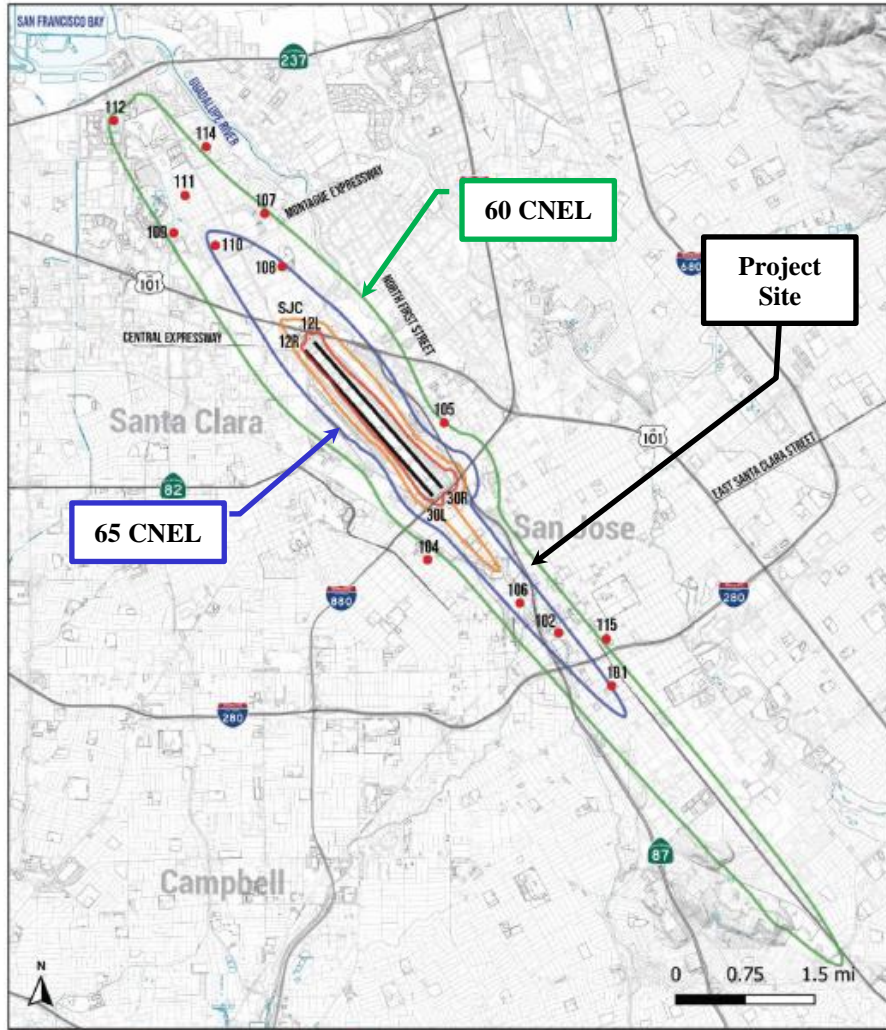 SAN FRANCISCO BAY
237
GUADALUPE RIVER
112
114
111
107
MONTAGUE EXPRESSWAY
60 CNEL
109
110
108
680
Project
Site
101
SJC
12L
12R
NORTH FIRST STREET
CENTRAL EXPRESSWAY
Santa Clara
105
101
EAST SANTA CLARA STREET
82
65 CNEL
30R
30L
San Jose
104
880
106
280
102
115
101
280
87
Campbell
N
0 0.75 1.5 mi